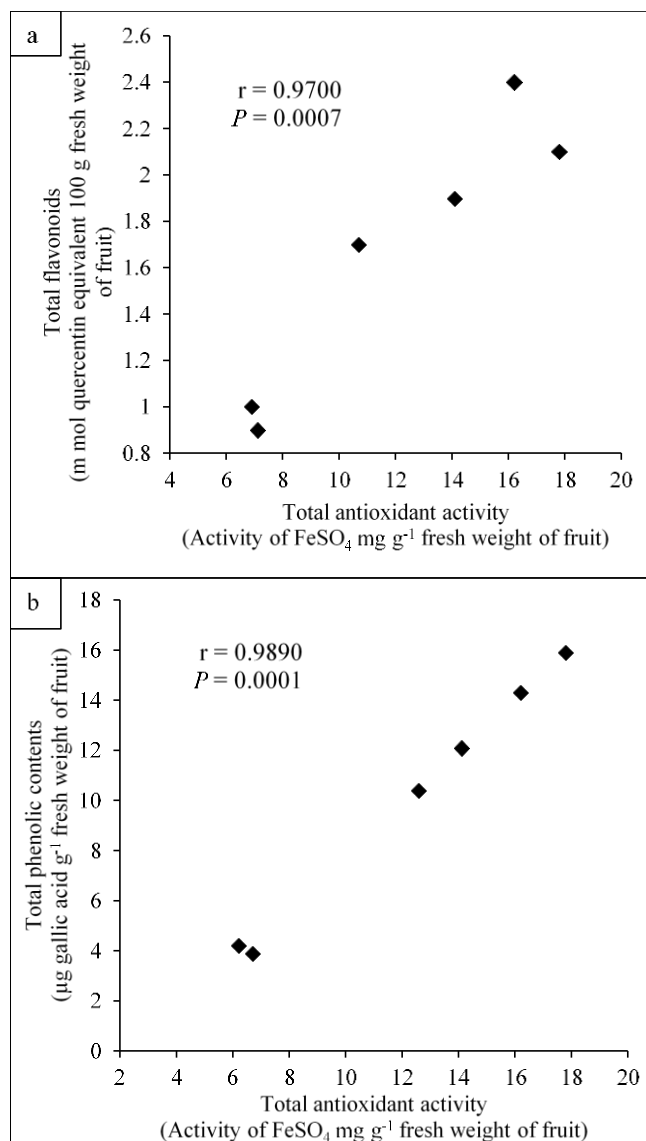 a
2.6
2.4
2.2
2
1.8
1.6
1.4
1.2
1
0.8
r = 0.9700
P = 0.0007
Total flavonoids
(m mol quercentin equivalent 100 g fresh weight
of fruit)
4 6 8 10 12 14 16 18 20
Total antioxidant activity
(Activity of FeSO₄ mg g⁻¹ fresh weight of fruit)
b
18
16
14
12
10
8
6
4
2
0
r = 0.9890
P = 0.0001
Total phenolic contents
(µg gallic acid g⁻¹ fresh weight of fruit)
2 4 6 8 10 12 14 16 18 20
Total antioxidant activity
(Activity of FeSO₄ mg g⁻¹ fresh weight of fruit)